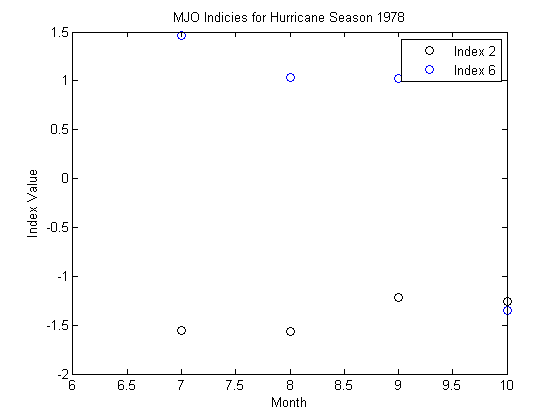 MJO Indicies for Hurricane Season 1978
Index 2
Index 6
1.5
1
0.5
0
-0.5
-1
-1.5
-2
Index Value
6 6.5 7 7.5 8 8.5 9 9.5 10
Month